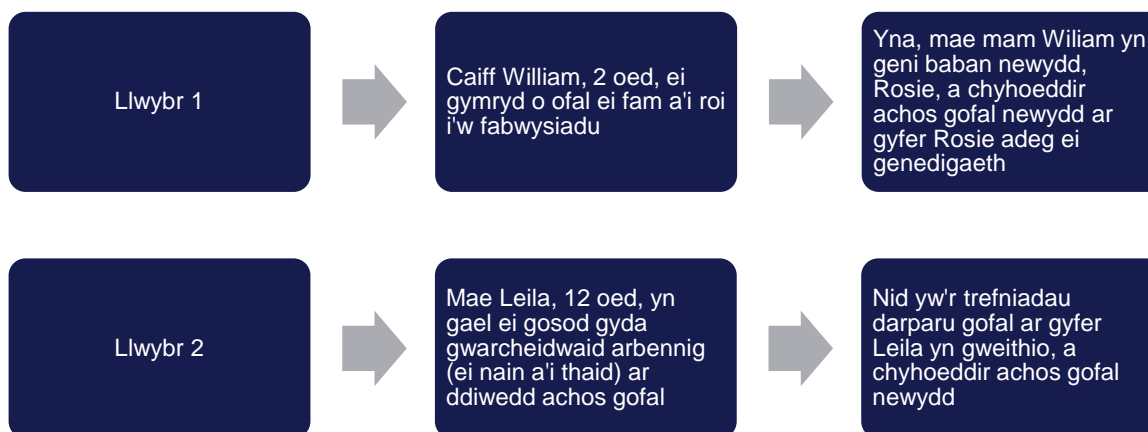 Llwybr 1
Caiff William, 2 oed, ei
gymryd o ofal ei fam a'i roi
i'w fabwysiadu
Yna, mae mam Wiliam yn
geni baban newydd,
Rosie, a chyhoeddir
achos gofal newydd ar
gyfer Rosie adeg ei
genedigaeth
Llwybr 2
Mae Leila, 12 oed, yn
gael ei gosod gyda
gwarcheidwaid arbennig
(ei nain a'i thaid) ar
ddiwedd achos gofal
Nid yw'r trefniadau
darparu gofal ar gyfer
Leila yn gweithio, a
chyhoeddir achos gofal
newydd